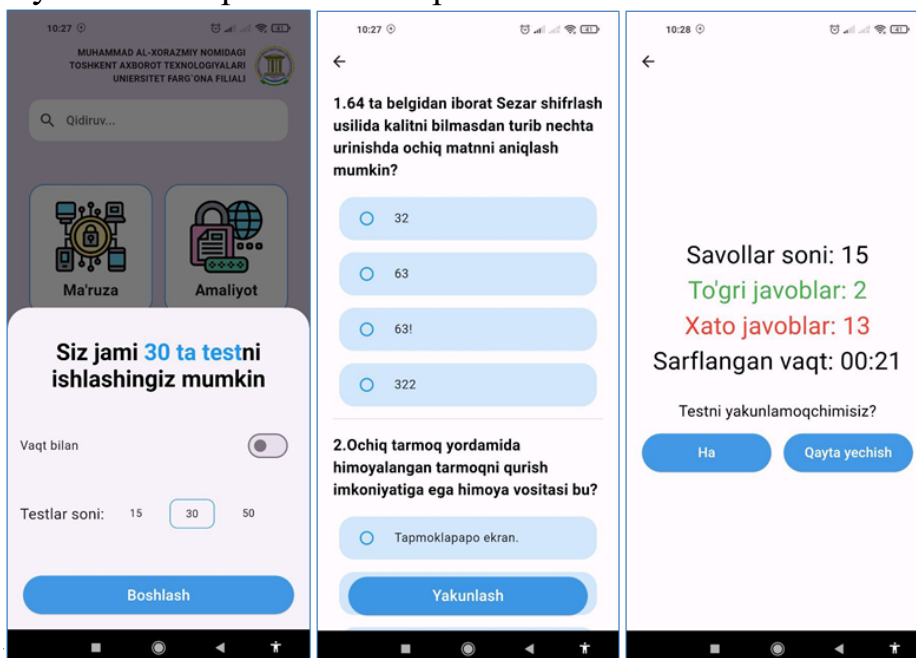 10:27
41
MUHAMMAD AL-XORAZMIY NOMIDAGI
TOSHKENT AXBOROT TEXNOLOGIYALARI
UNIERSITET FARG'ONA FILIALI
Qidiruv...
Ma'ruza
Amaliyot
Siz jami 30 ta testni
ishlashingiz mumkin
Vaqt bilan
Testlar soni: 15 30 50
Boshlash
10:27
41
1.64 ta belgidan iborat Sezar shifrlash
usilida kalitni bilmasdan turib nechta
urinishda ochiq matnni aniqlash
mumkin?
32
63
63!
322
2.Ochiq tarmoq yordamida
himoyalangan tarmoqni qurish
imkoniyatiga ega himoya vositasi bu?
Tapmoklapapo ekran.
Yakunlash
10:28
41
Savollar soni: 15
To'gri javoblar: 2
Xato javoblar: 13
Sarflangan vaqt: 00:21
Testni yakunlamoqchimisiz?
Ha
Qayta yechish